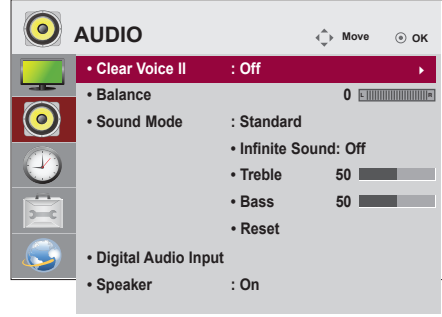 AUDIO Move OK
• Clear Voice II : Off
• Balance 0 L R
• Sound Mode : Standard
• Infinite Sound: Off
• Treble 50
• Bass 50
• Reset
• Digital Audio Input
• Speaker : On